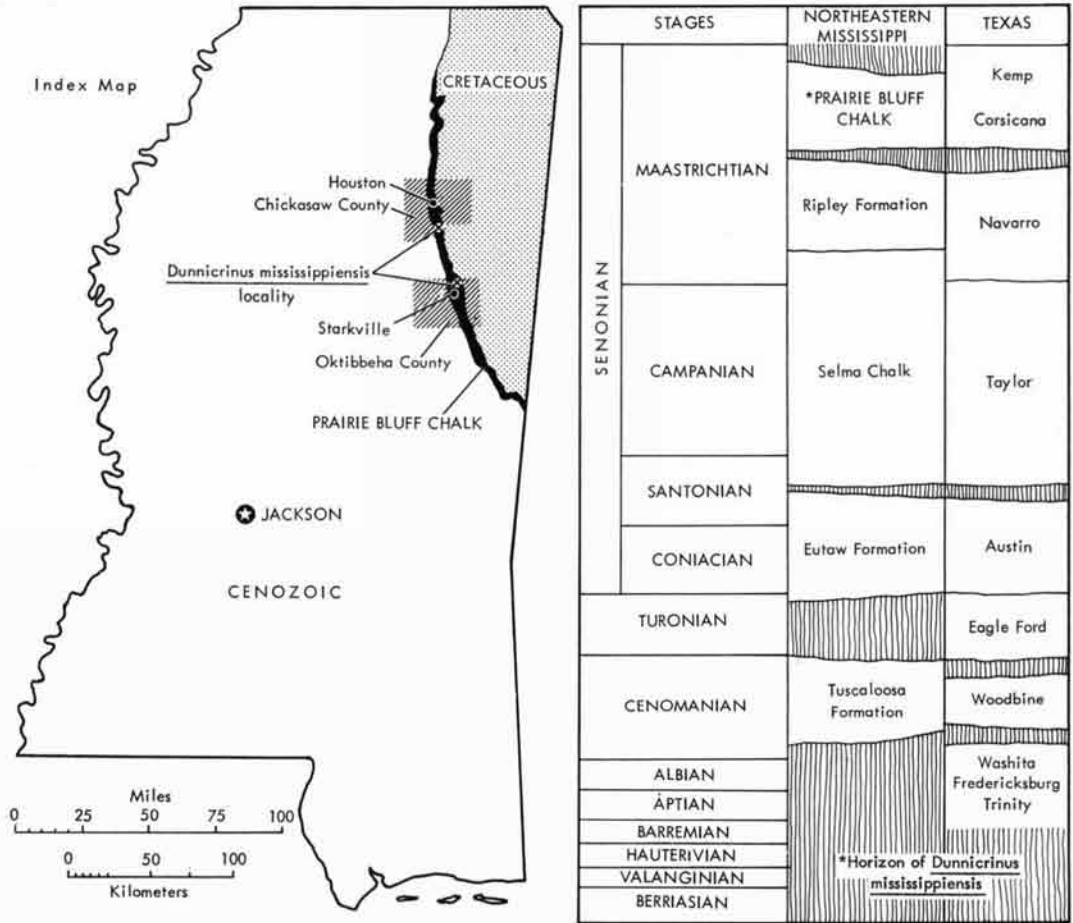 Index Map
CRETACEOUS
Houston
Chickasaw County
Dunnicrinus mississippiensis
locality
Starkville
Oktibbeha County
PRAIRIE BLUFF CHALK
JACKSON
CENOZOIC
Miles
0 25 50 75 100
0 50 100
Kilometers
STAGES
NORTHEASTERN
MISSISSIPPI
TEXAS
SENONIAN
MAASTRICHTIAN
*PRAIRIE BLUFF
CHALK
Kemp
Corsicana
Ripley Formation
Navarro
CAMPANIAN
Selma Chalk
Taylor
SANTONIAN
CONIACIAN
Eutaw Formation
Austin
TURONIAN
Eagle Ford
CENOMANIAN
Tuscaloosa
Formation
Woodbine
ALBIAN
Washita
Fredericksburg
Trinity
ÀPTIAN
BARREMIAN
HAUTERIVIAN
VALANGINIAN
BERRIASIAN
*Horizon of Dunnicrinus
mississippiensis